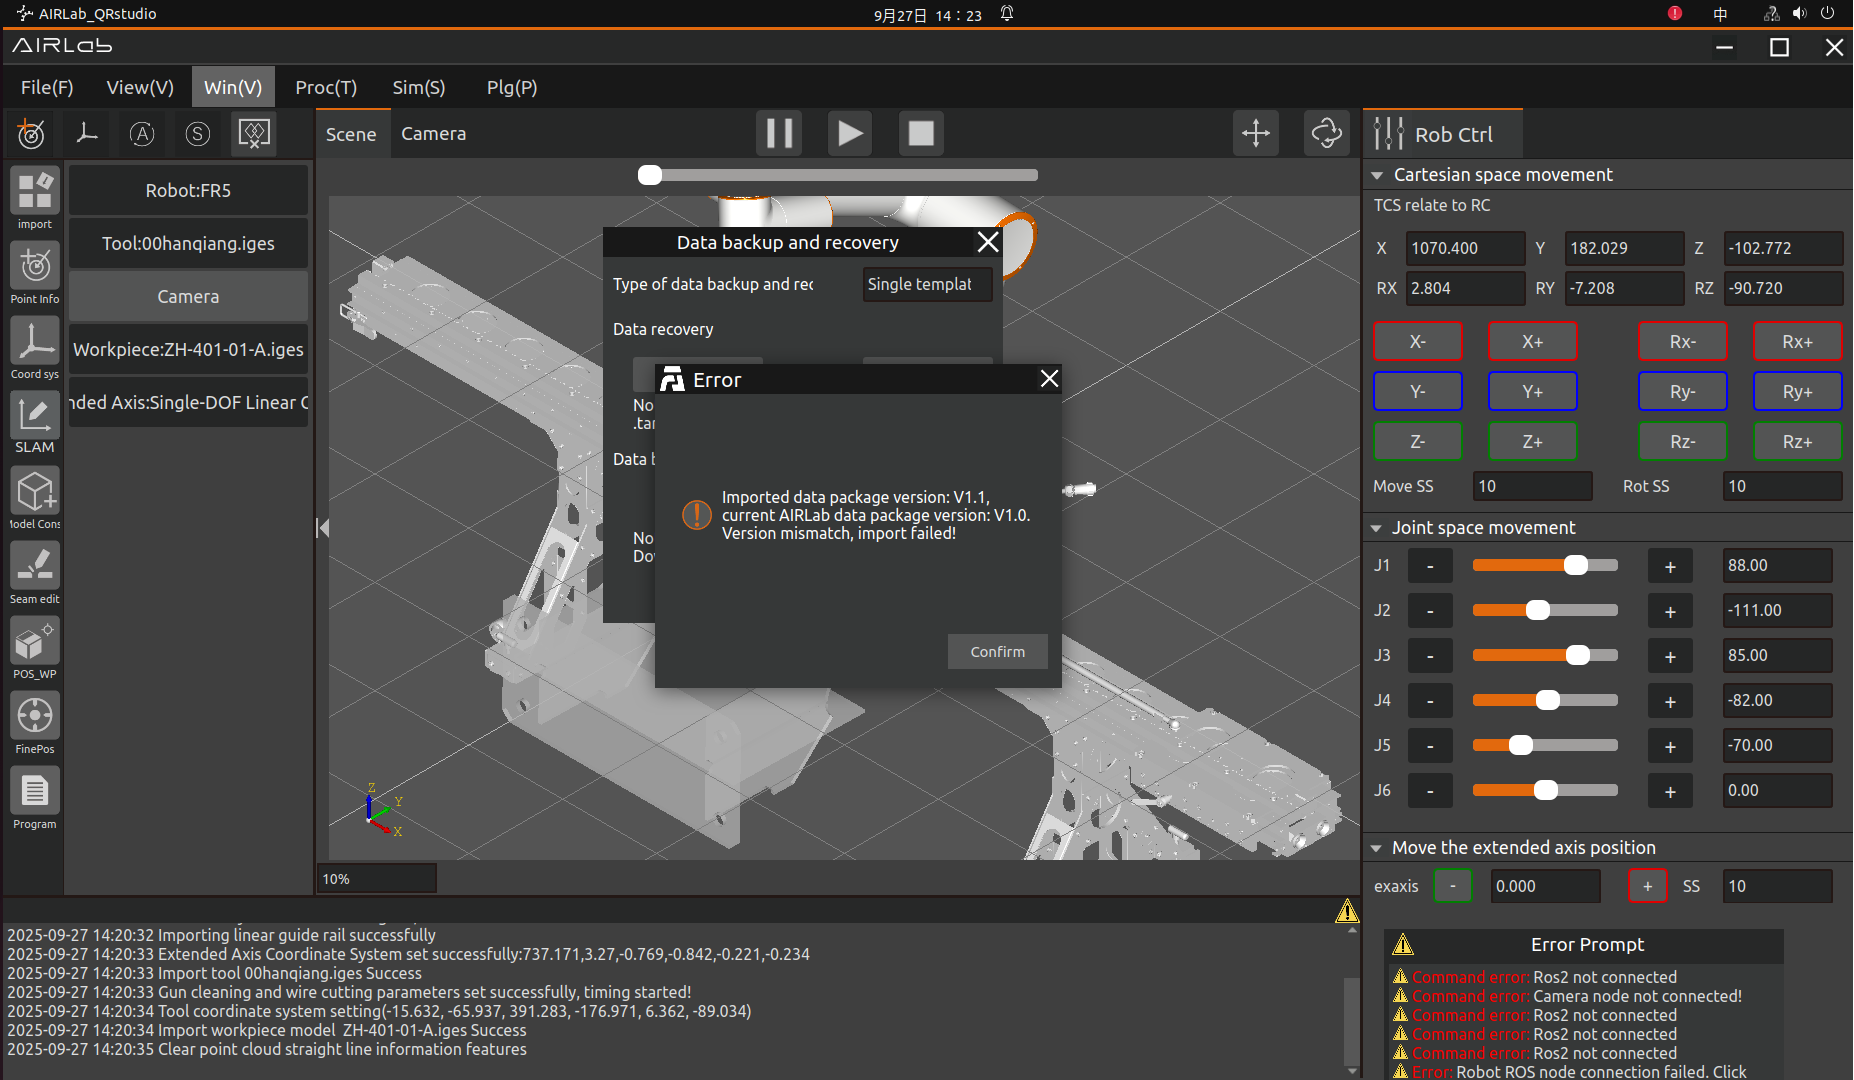 AIRLab_QRstudio
9月27日 14：23
中
AIRLab
File(F) View(V) Win(V) Proc(T) Sim(S) Plg(P)
A S
Scene Camera
Rob Ctrl
import
Point Info
Coord sys
SLAM
Model Cons
Seam edit
POS_WP
FinePos
Program
Robot:FR5
Tool:00hanqiang.iges
Camera
Workpiece:ZH-401-01-A.iges
nded Axis:Single-DOF Linear G
Data backup and recovery
Type of data backup and rec Single templat
Data recovery
No
.tar
Data b
No
Do
Error
Imported data package version: V1.1,
current AIRLab data package version: V1.0.
Version mismatch, import failed!
Confirm
Z
Y
X
10%
Cartesian space movement
TCS relate to RC
X 1070.400 Y 182.029 Z -102.772
RX 2.804 RY -7.208 RZ -90.720
X- X+ Rx- Rx+
Y- Y+ Ry- Ry+
Z- Z+ Rz- Rz+
Move SS 10 Rot SS 10
Joint space movement
J1 - + 88.00
J2 - + -111.00
J3 - + 85.00
J4 - + -82.00
J5 - + -70.00
J6 - + 0.00
Move the extended axis position
exaxis - 0.000 + SS 10
Error Prompt
Command error: Ros2 not connected
Command error: Camera node not connected!
Command error: Ros2 not connected
Command error: Ros2 not connected
Command error: Ros2 not connected
Error: Robot ROS node connection failed. Click
2025-09-27 14:20:32 Importing linear guide rail successfully
2025-09-27 14:20:33 Extended Axis Coordinate System set successfully:737.171,3.27,-0.769,-0.842,-0.221,-0.234
2025-09-27 14:20:33 Import tool 00hanqiang.iges Success
2025-09-27 14:20:33 Gun cleaning and wire cutting parameters set successfully, timing started!
2025-09-27 14:20:34 Tool coordinate system setting(-15.632, -65.937, 391.283, -176.971, 6.362, -89.034)
2025-09-27 14:20:34 Import workpiece model ZH-401-01-A.iges Success
2025-09-27 14:20:35 Clear point cloud straight line information features